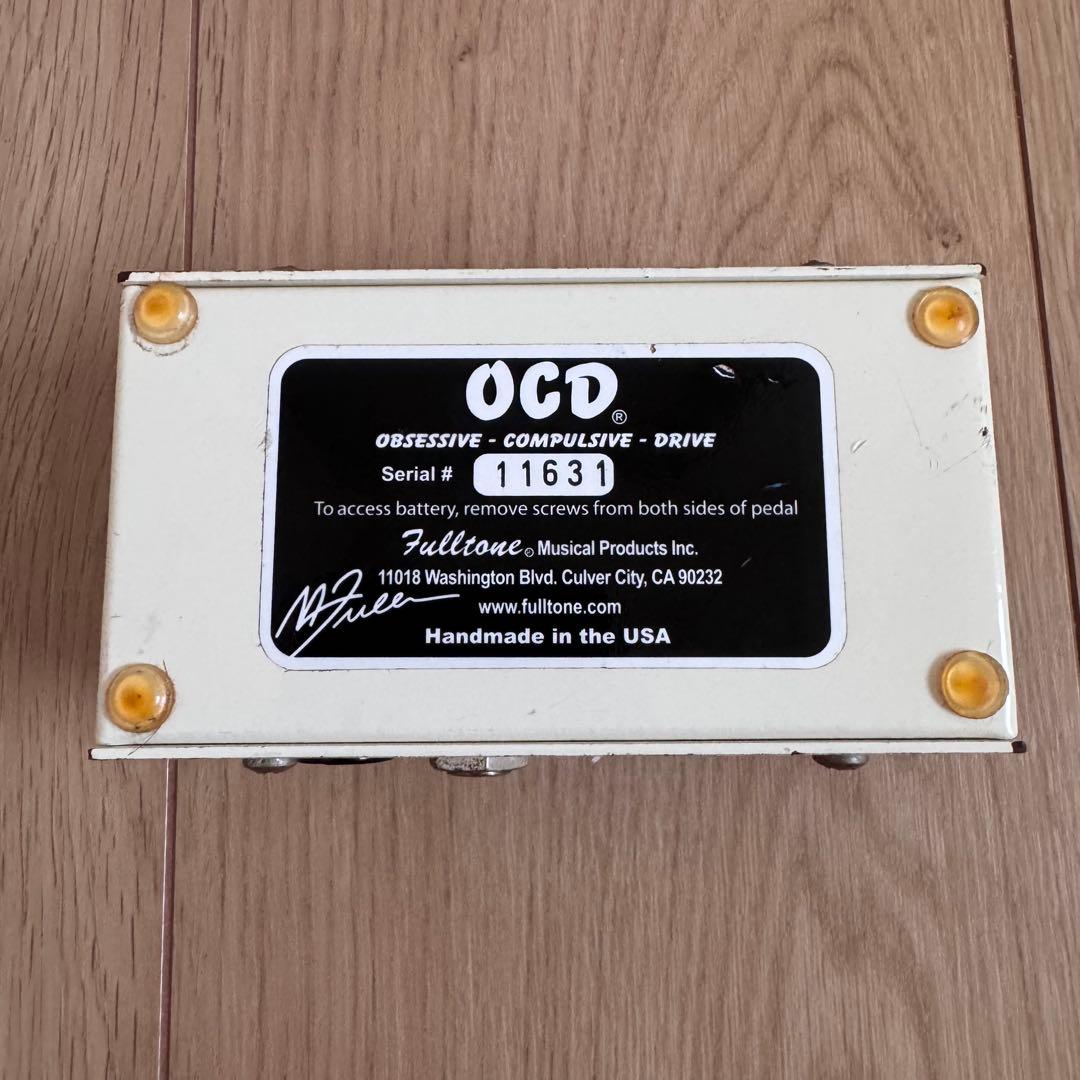 OCD®
OBSESSIVE - COMPULSIVE - DRIVE
Serial # 11631
To access battery, remove screws from both sides of pedal
Fulltone® Musical Products Inc.
11018 Washington Blvd. Culver City, CA 90232
M Fuller
www.fulltone.com
Handmade in the USA